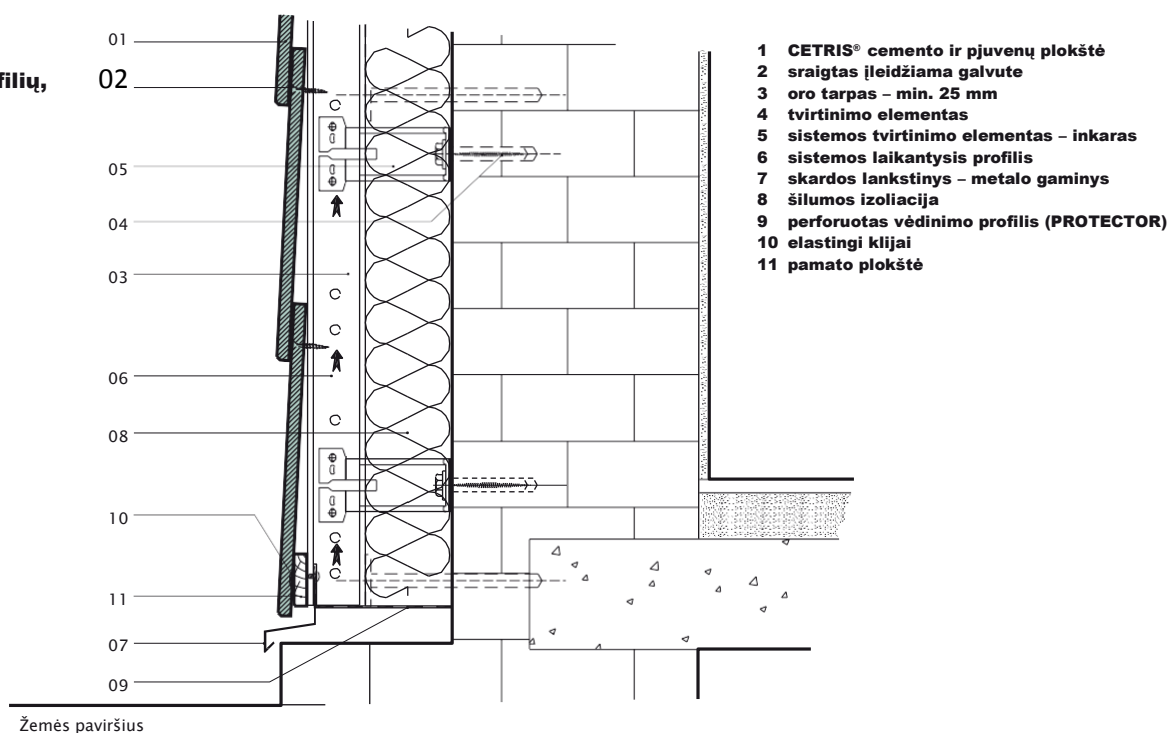 filių,
01
02
05
04
03
06
08
10
11
07
09
Žemės paviršius
1 CETRIS® cemento ir pjuvenų plokštė
2 sraigtas įleidžiama galvute
3 oro tarpas – min. 25 mm
4 tvirtinimo elementas
5 sistemos tvirtinimo elementas – inkaras
6 sistemos laikantysis profilis
7 skardos lankstinys – metalo gaminys
8 šilumos izoliacija
9 perforuotas vėdinimo profilis (PROTECTOR)
10 elastingi klijai
11 pamato plokštė